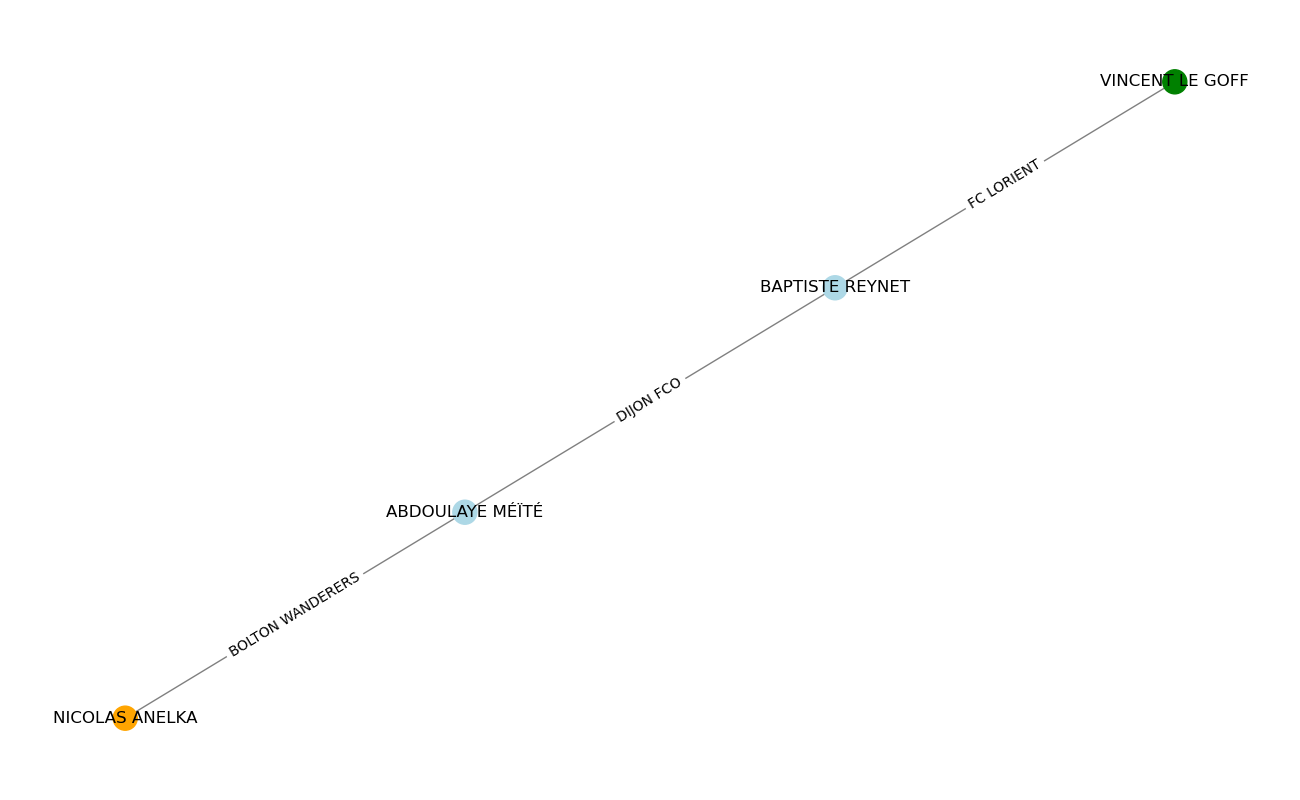 VINCENT LE GOFF
FC LORIENT
BAPTISTE REYNET
DIJON FCO
ABDOULAYE MÉÏTÉ
BOLTON WANDERERS
NICOLAS ANELKA